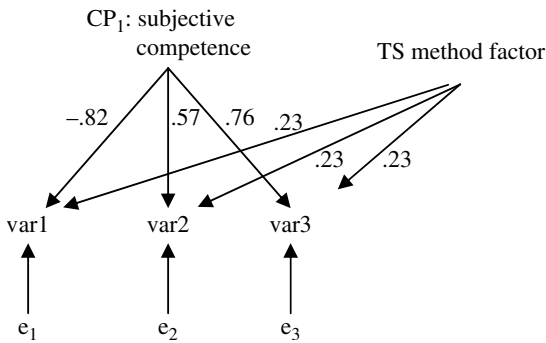 CP₁: subjective
competence
TS method factor
–.82
.57
.76
.23
.23
.23
var1
var2
var3
e₁
e₂
e₃